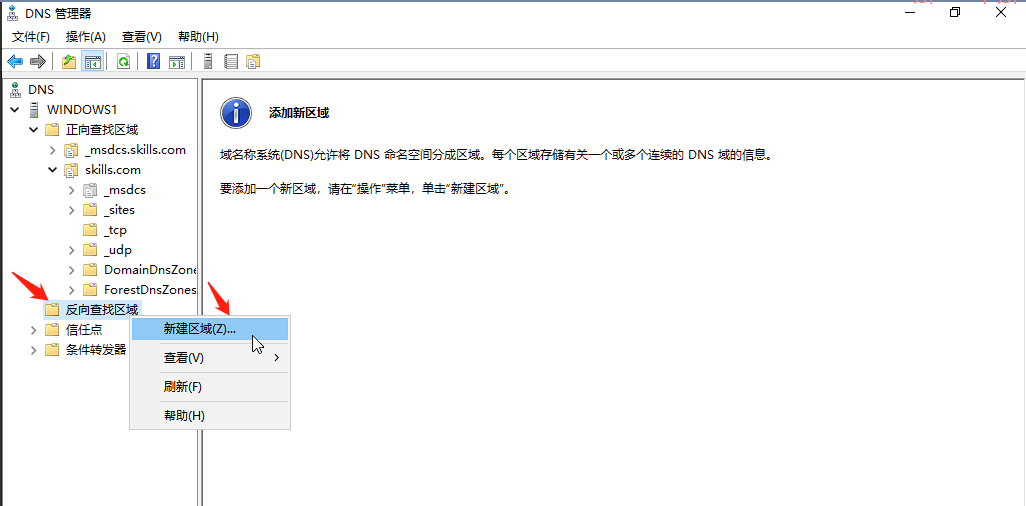 DNS 管理器
文件(F) 操作(A) 查看(V) 帮助(H)
DNS
WINDOWS1
正向查找区域
_msdcs.skills.com
skills.com
_msdcs
_sites
_tcp
_udp
DomainDnsZone
ForestDnsZones
反向查找区域
信任点
条件转发器
新建区域(Z)...
查看(V)
刷新(F)
帮助(H)
添加新区域
域名称系统(DNS)允许将 DNS 命名空间分成区域。每个区域存储有关一个或多个连续的 DNS 域的信息。
要添加一个新区域，请在“操作”菜单，单击“新建区域”。